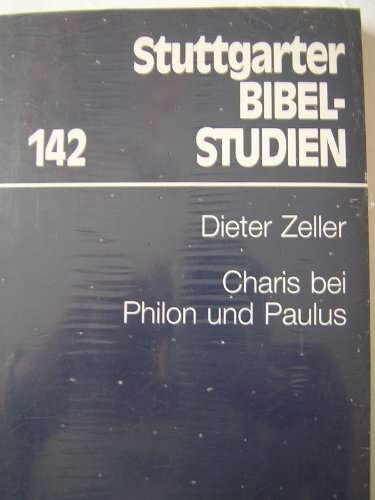 Stuttgarter
BIBEL-
142 STUDIEN
Dieter Zeller
Charis bei
Philon und Paulus